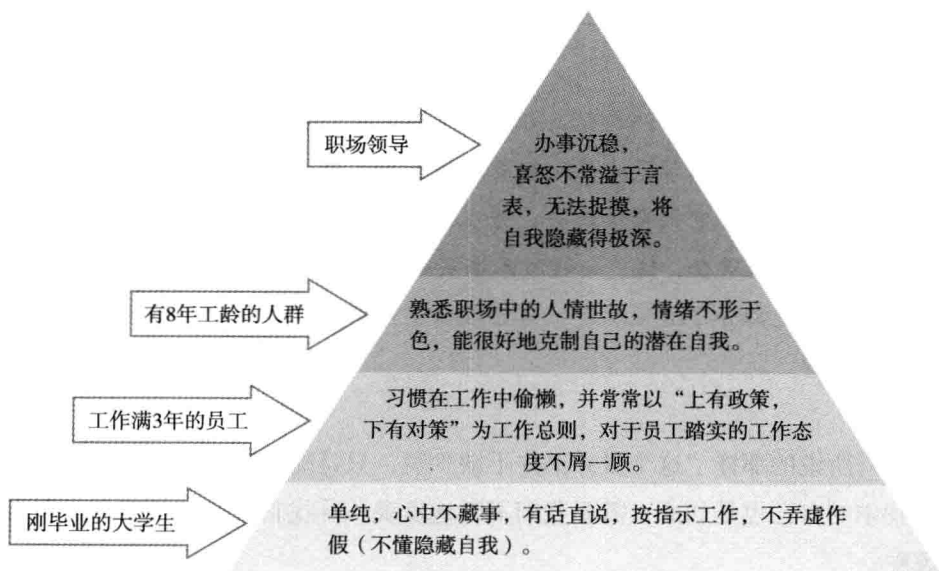 职场领导
办事沉稳，
喜怒不常溢于言
表，无法捉摸，将
自我隐藏得极深。
有8年工龄的人群
熟悉职场中的人情世故，情绪不形于
色，能很好地克制自己的潜在自我。
工作满3年的员工
习惯在工作中偷懒，并常常以“上有政策，
下有对策”为工作总则，对于员工踏实的工作态
度不屑一顾。
刚毕业的大学生
单纯，心中不藏事，有话直说，按指示工作，不弄虚作
假（不懂隐藏自我）。